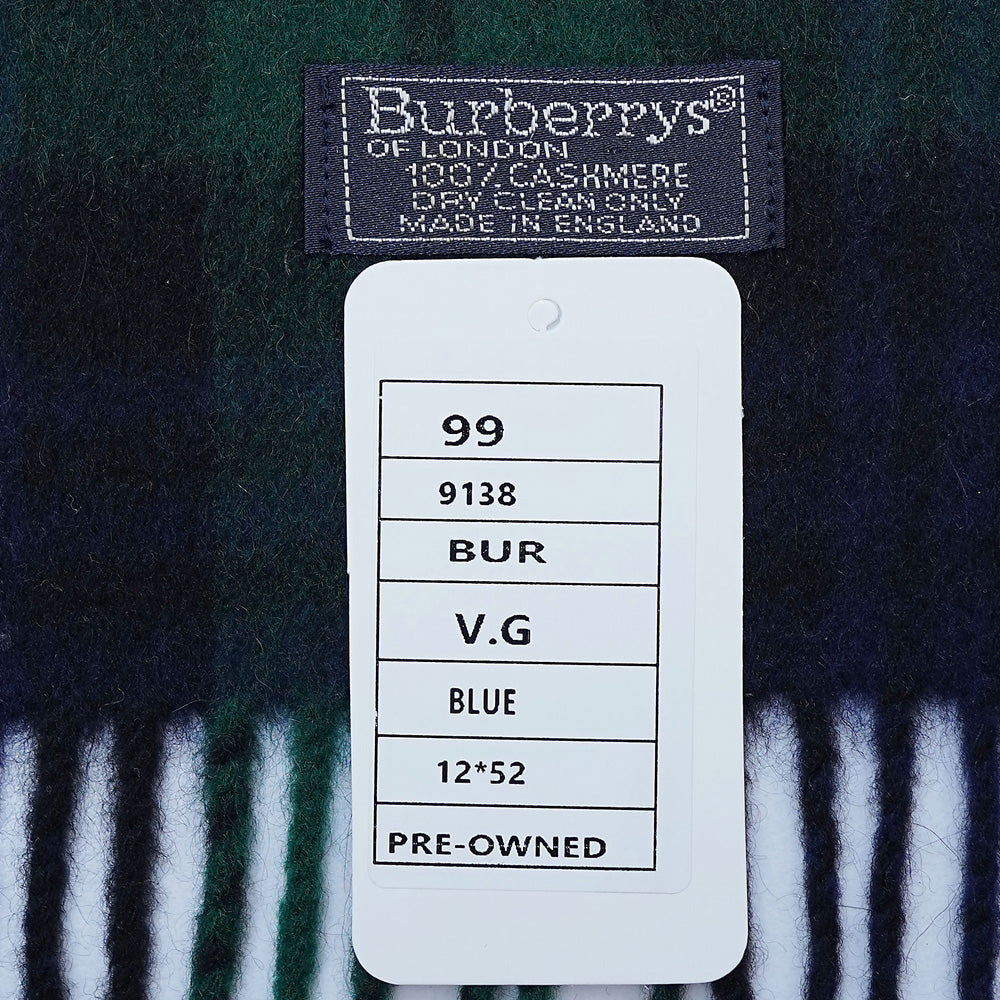 Burberrys®
OF LONDON
100% CASHMERE
DRY CLEAN ONLY
MADE IN ENGLAND
99
9138
BUR
V.G
BLUE
12*52
PRE-OWNED